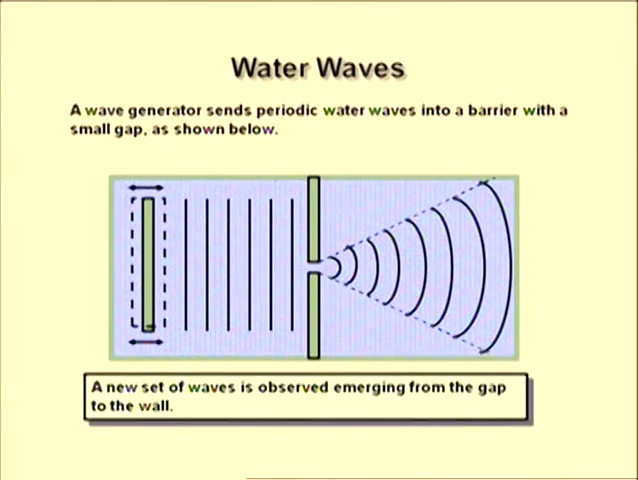 Water Waves
A wave generator sends periodic water waves into a barrier with a
small gap, as shown below.
A new set of waves is observed emerging from the gap
to the wall.